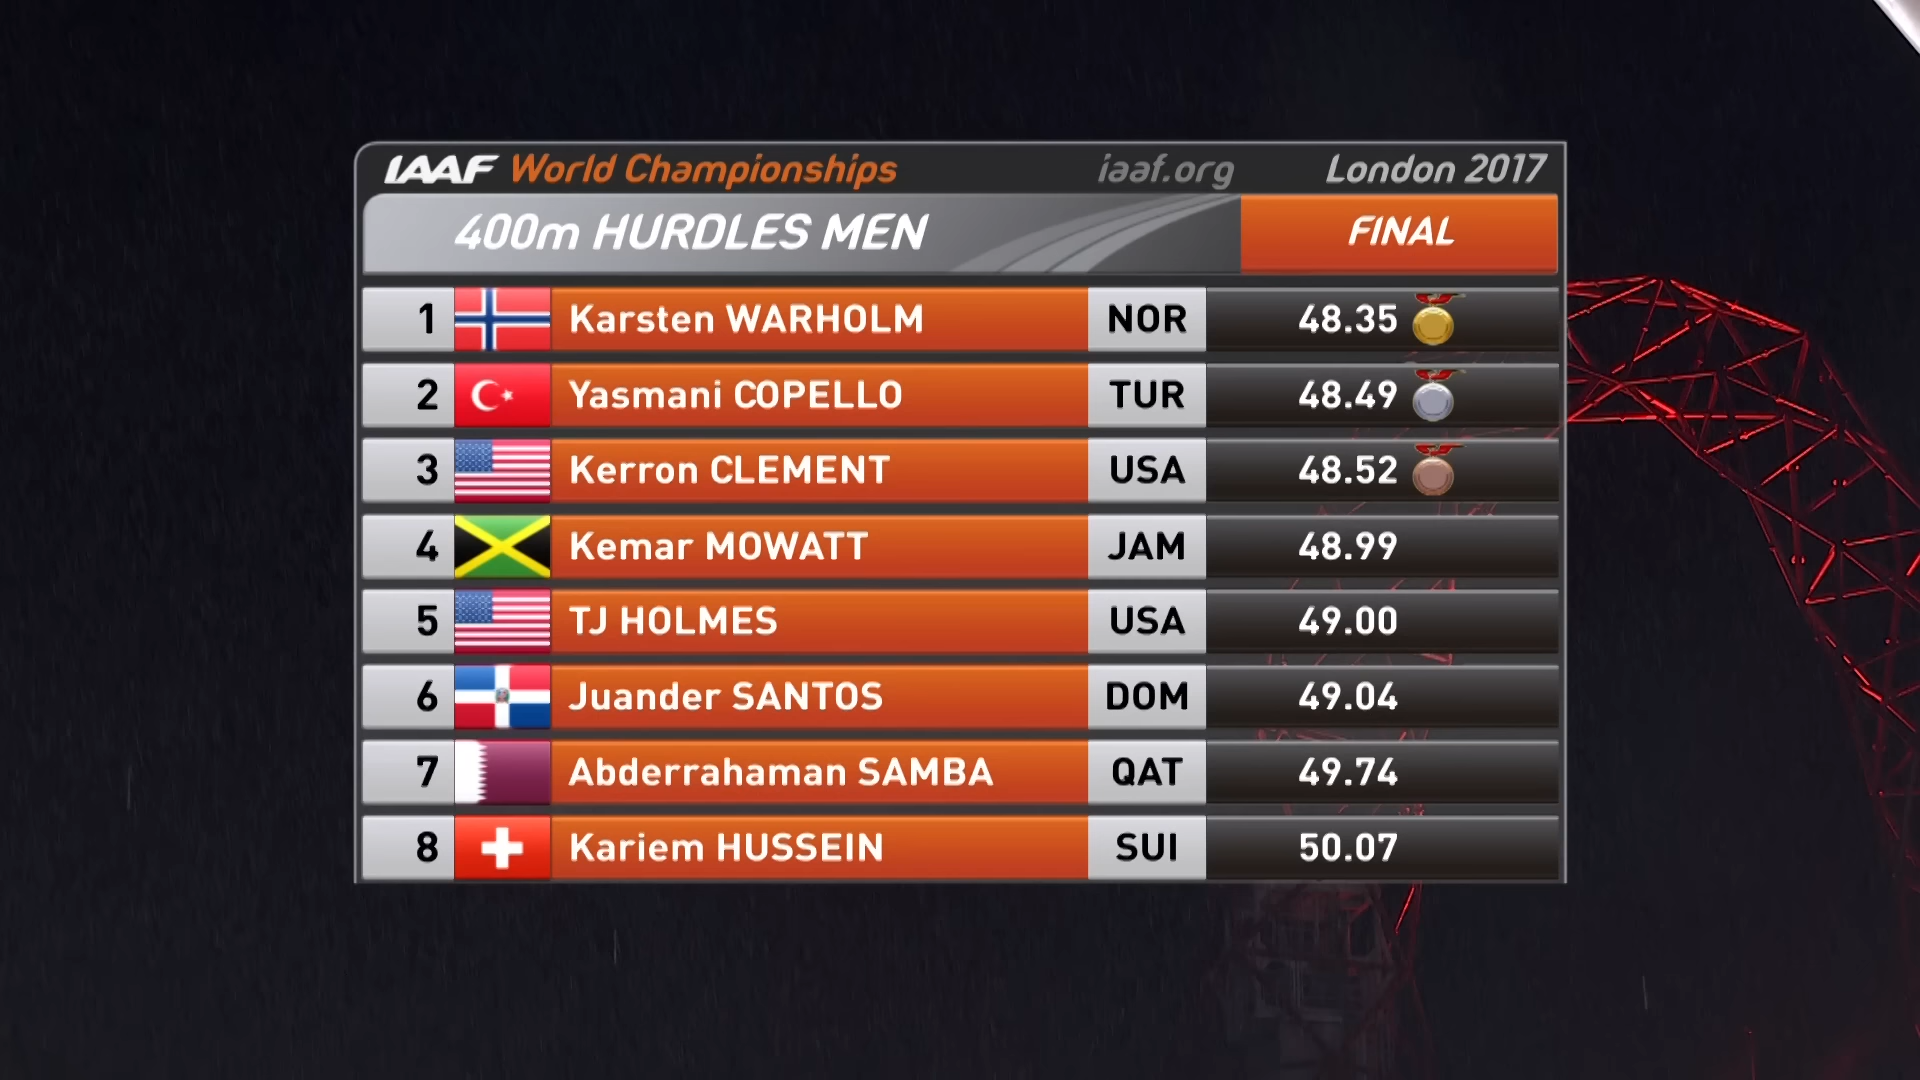 IAAF World Championships iaaf.org London 2017
400m HURDLES MEN FINAL
1 Karsten WARHOLM NOR 48.35
2 Yasmani COPELLO TUR 48.49
3 Kerron CLEMENT USA 48.52
4 Kemar MOWATT JAM 48.99
5 TJ HOLMES USA 49.00
6 Juander SANTOS DOM 49.04
7 Abderrahaman SAMBA QAT 49.74
8 Kariem HUSSEIN SUI 50.07